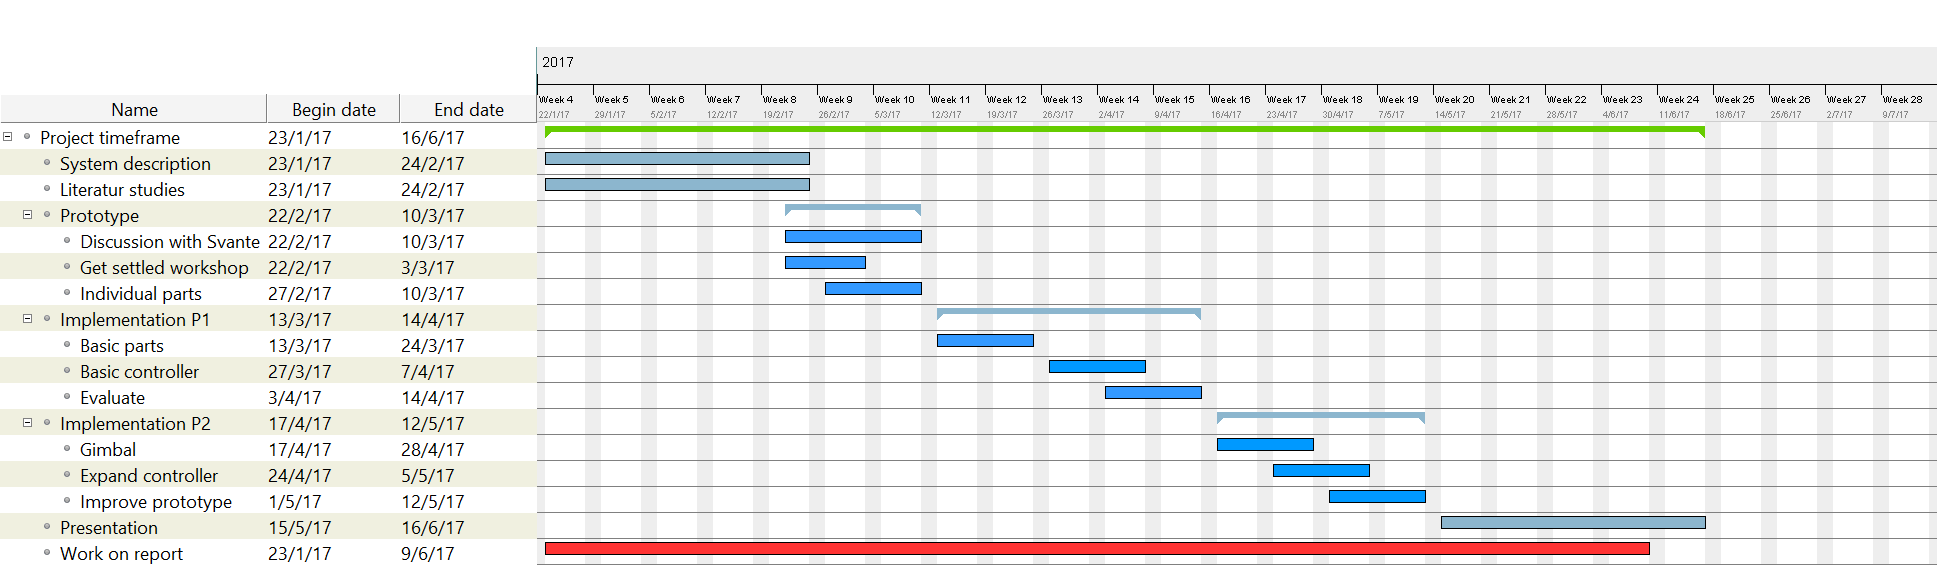 2017
Week 4 Week 5 Week 6 Week 7 Week 8 Week 9 Week 10 Week 11 Week 12 Week 13 Week 14 Week 15 Week 16 Week 17 Week 18 Week 19 Week 20 Week 21 Week 22 Week 23 Week 24 Week 25 Week 26 Week 27 Week 28
Name Begin date End date
22/1/17 29/1/17 5/2/17 12/2/17 19/2/17 26/2/17 5/3/17 12/3/17 19/3/17 26/3/17 2/4/17 9/4/17 16/4/17 23/4/17 30/4/17 7/5/17 14/5/17 21/5/17 28/5/17 4/6/17 11/6/17 18/6/17 25/6/17 2/7/17 9/7/17
Project timeframe 23/1/17 16/6/17
System description 23/1/17 24/2/17
Literatur studies 23/1/17 24/2/17
Prototype 22/2/17 10/3/17
Discussion with Svante 22/2/17 10/3/17
Get settled workshop 22/2/17 3/3/17
Individual parts 27/2/17 10/3/17
Implementation P1 13/3/17 14/4/17
Basic parts 13/3/17 24/3/17
Basic controller 27/3/17 7/4/17
Evaluate 3/4/17 14/4/17
Implementation P2 17/4/17 12/5/17
Gimbal 17/4/17 28/4/17
Expand controller 24/4/17 5/5/17
Improve prototype 1/5/17 12/5/17
Presentation 15/5/17 16/6/17
Work on report 23/1/17 9/6/17